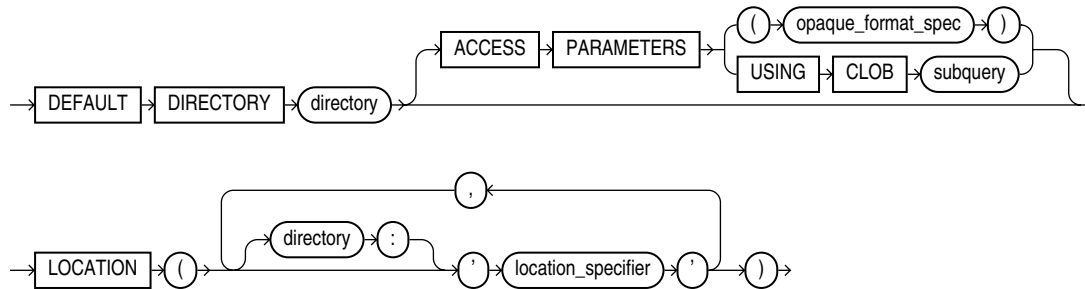 ACCESS PARAMETERS ( opaque_format_spec )
USING CLOB subquery
DEFAULT DIRECTORY directory
,
directory :
LOCATION ( ' location_specifier ' )